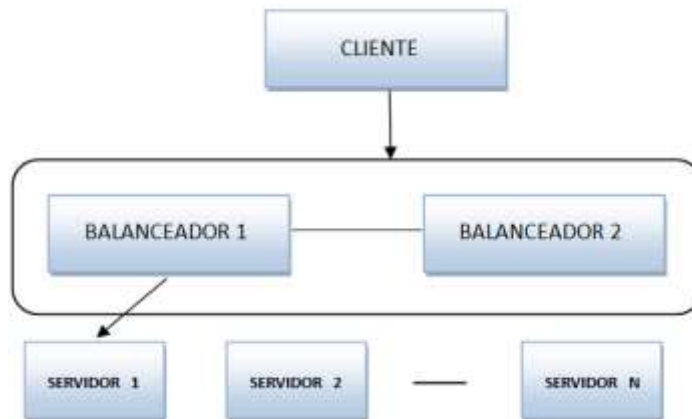 CLIENTE
BALANCEADOR 1
BALANCEADOR 2
SERVIDOR 1
SERVIDOR 2
SERVIDOR N